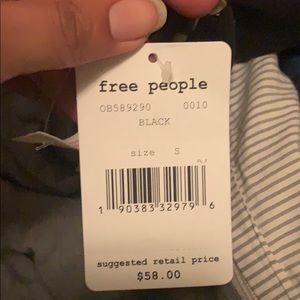 free people
OB589290 0010
BLACK
size S
1 90383 32979 6
suggested retail price
$58.00